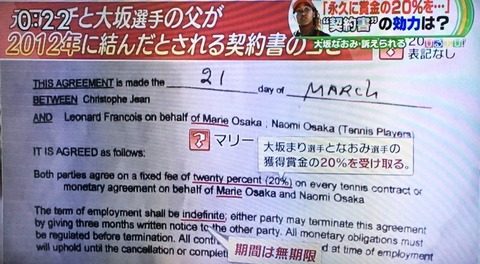 0:22
チと大坂選手の父が
2012年に結んだとされる契約書の
「永久に賞金の20％を…」
"契約書"の効力は？
大坂なおみ・訴えられる
表記なし
THIS AGREEMENT is made the 21 day of MARCH
BETWEEN Christophe Jean
AND Leonard Francois on behalf of Marie Osaka ; Naomi Osaka (Tennis Players)
? マリー
大坂まり選手となおみ選手の
獲得賞金の20％を受け取る。
IT IS AGREED as follows:
Both parties agree on a fixed fee of twenty percent (20%) on every tennis contract or
monetary agreement on behalf of Marie Osaka and Naomi Osaka
The term of employment shall be indefinite; either party may terminate this agreement
by giving three months written notice to the other party. All monetary obligations must
be regulated before termination. All cont d at time of employment
will uphold until the cancellation or comple
期間は無期限